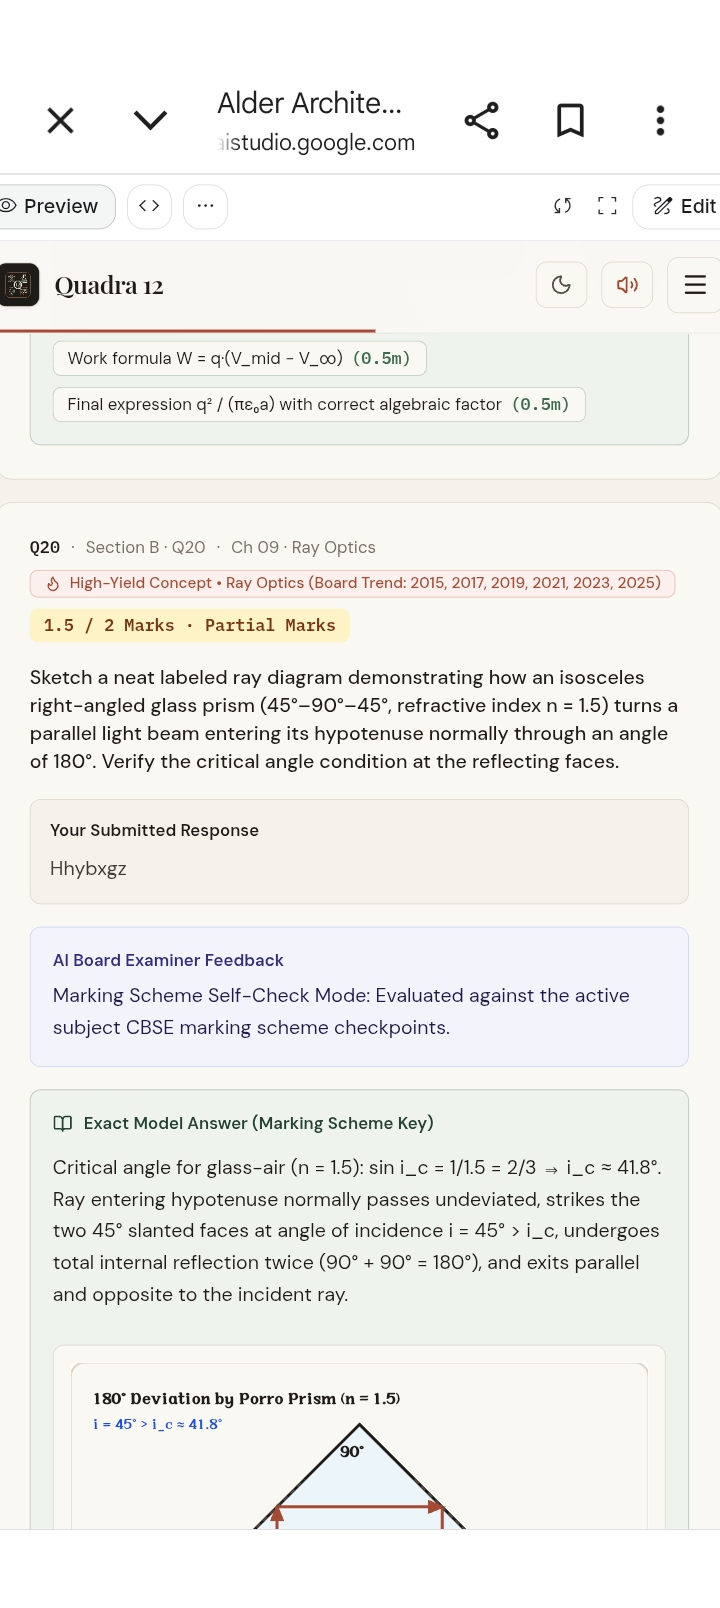 Alder Archite...
aistudio.google.com
Preview
<>
...
Edit
Quadra 12
Work formula W = q·(V_mid − V_∞) (0.5m)
Final expression q² / (πε₀a) with correct algebraic factor (0.5m)
Q20 · Section B · Q20 · Ch 09 · Ray Optics
High-Yield Concept • Ray Optics (Board Trend: 2015, 2017, 2019, 2021, 2023, 2025)
1.5 / 2 Marks · Partial Marks
Sketch a neat labeled ray diagram demonstrating how an isosceles
right-angled glass prism (45°–90°–45°, refractive index n = 1.5) turns a
parallel light beam entering its hypotenuse normally through an angle
of 180°. Verify the critical angle condition at the reflecting faces.
Your Submitted Response
Hhybxgz
AI Board Examiner Feedback
Marking Scheme Self-Check Mode: Evaluated against the active
subject CBSE marking scheme checkpoints.
Exact Model Answer (Marking Scheme Key)
Critical angle for glass-air (n = 1.5): sin i_c = 1/1.5 = 2/3 → i_c ≈ 41.8°.
Ray entering hypotenuse normally passes undeviated, strikes the
two 45° slanted faces at angle of incidence i = 45° > i_c, undergoes
total internal reflection twice (90° + 90° = 180°), and exits parallel
and opposite to the incident ray.
180° Deviation by Porro Prism (n = 1.5)
i = 45° > i_c ≈ 41.8°
90°